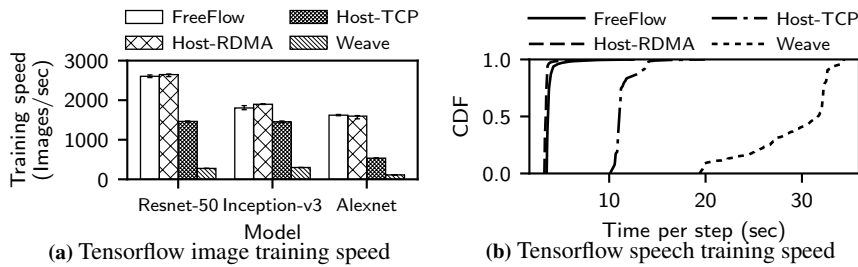 FreeFlow Host-TCP
Host-RDMA Weave
Training speed
(Images/sec)
3000
2000
1000
0
Resnet-50 Inception-v3 Alexnet
Model
(a) Tensorflow image training speed
FreeFlow Host-TCP
Host-RDMA Weave
CDF
1.0
0.5
0.0
10 20 30
Time per step (sec)
(b) Tensorflow speech training speed